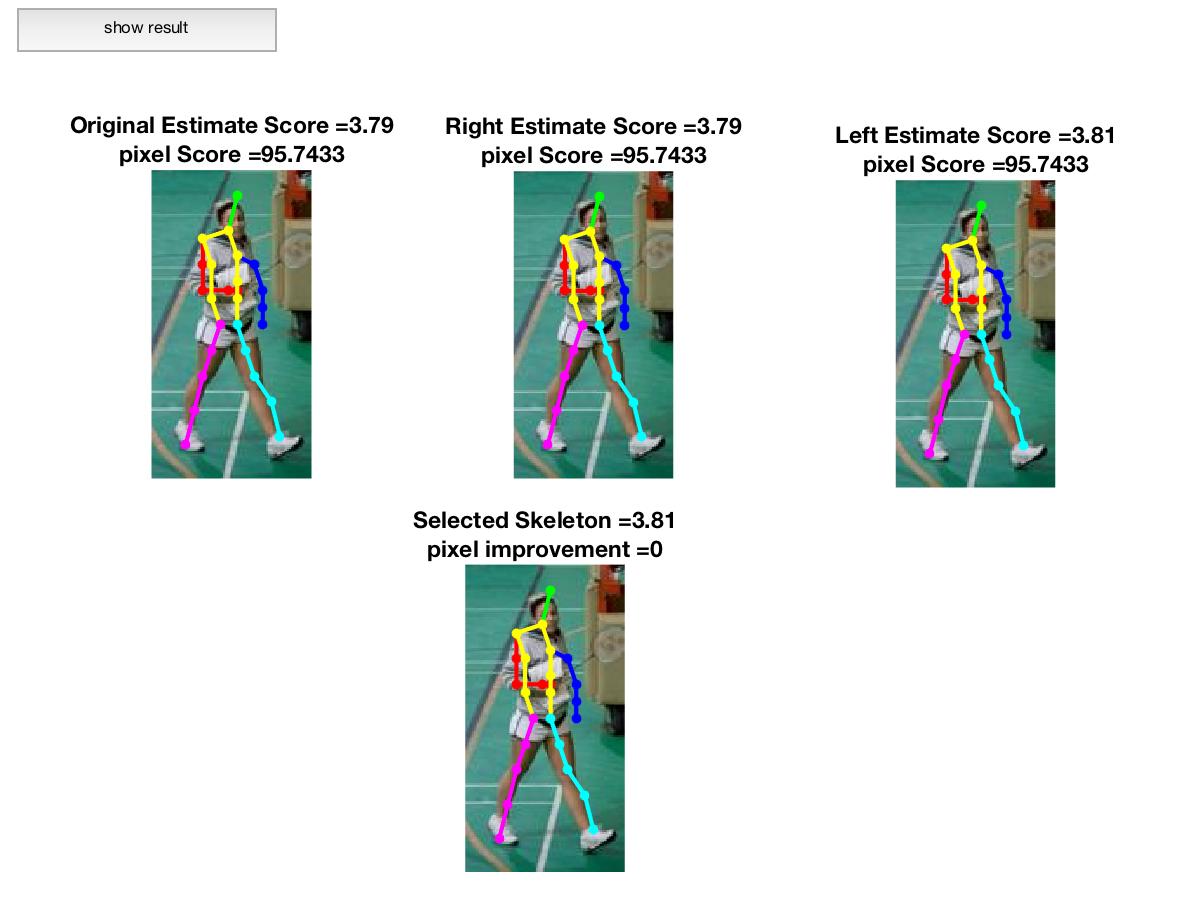 show result
Original Estimate Score =3.79
pixel Score =95.7433
Right Estimate Score =3.79
pixel Score =95.7433
Left Estimate Score =3.81
pixel Score =95.7433
Selected Skeleton =3.81
pixel improvement =0